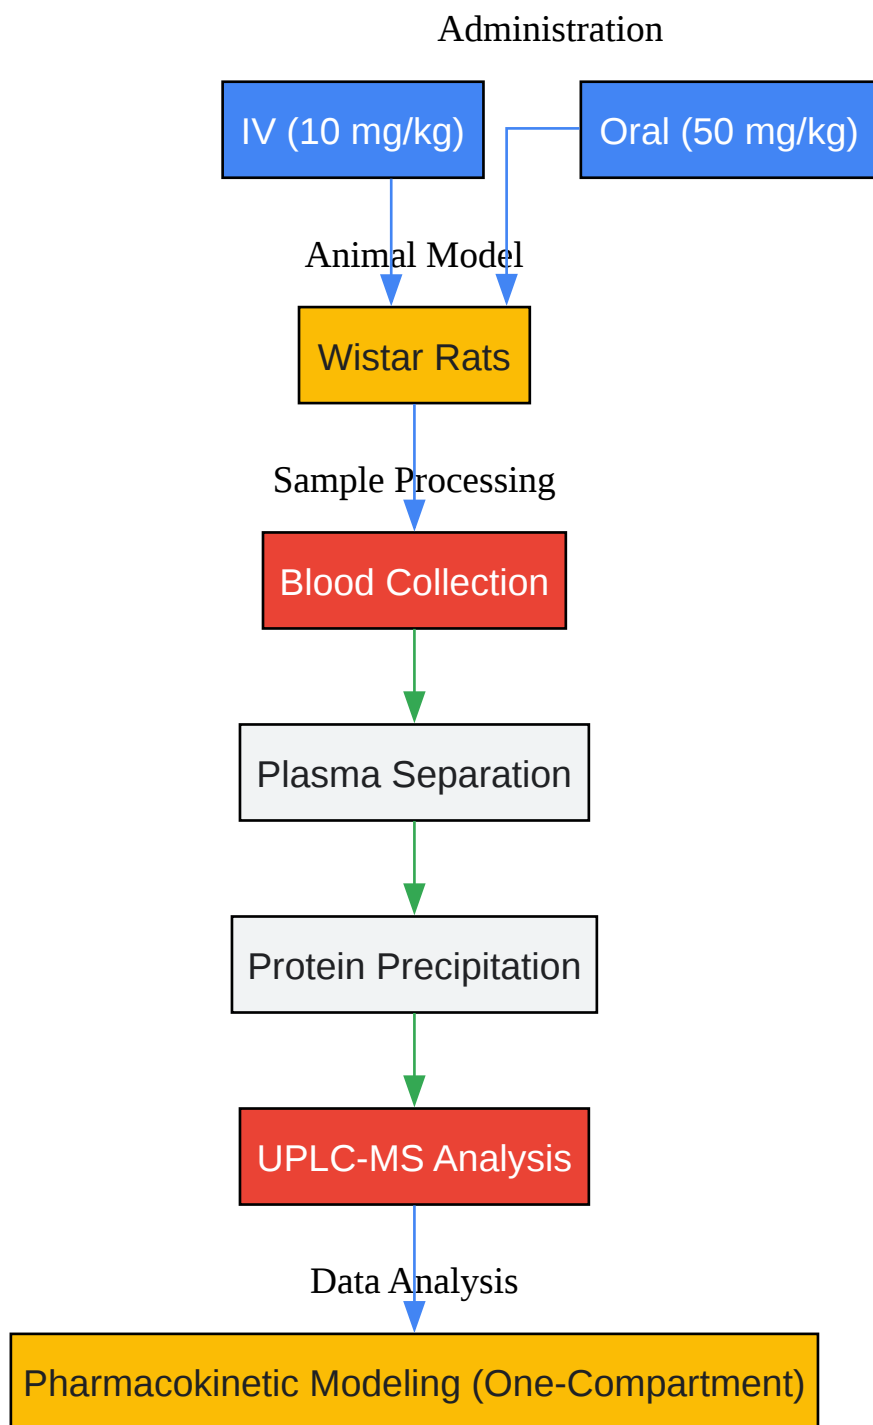 Administration
IV (10 mg/kg)
Oral (50 mg/kg)
Animal Model
Wistar Rats
Sample Processing
Blood Collection
Plasma Separation
Protein Precipitation
UPLC-MS Analysis
Data Analysis
Pharmacokinetic Modeling (One-Compartment)